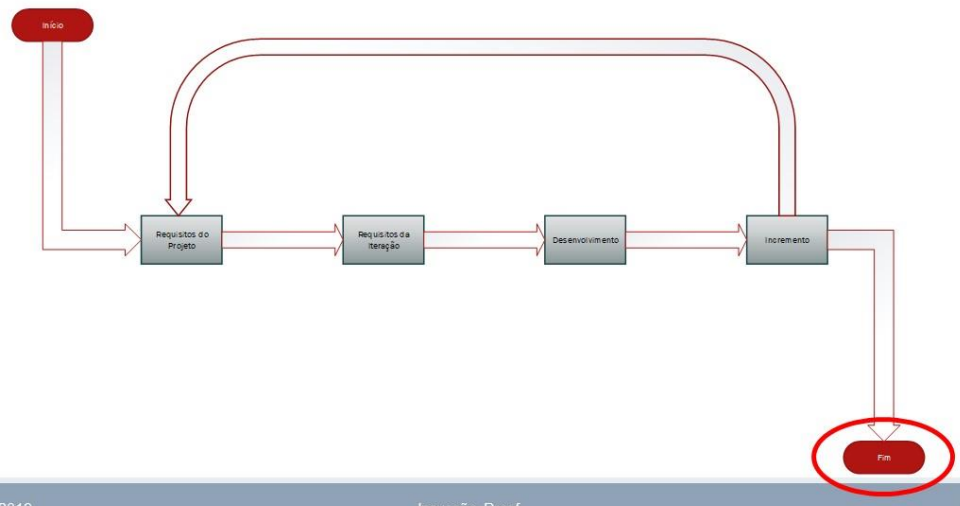 Início
Requisitos do
Projeto
Requisitos da
Iteração
Desenvolvimento
Incremento
Fim